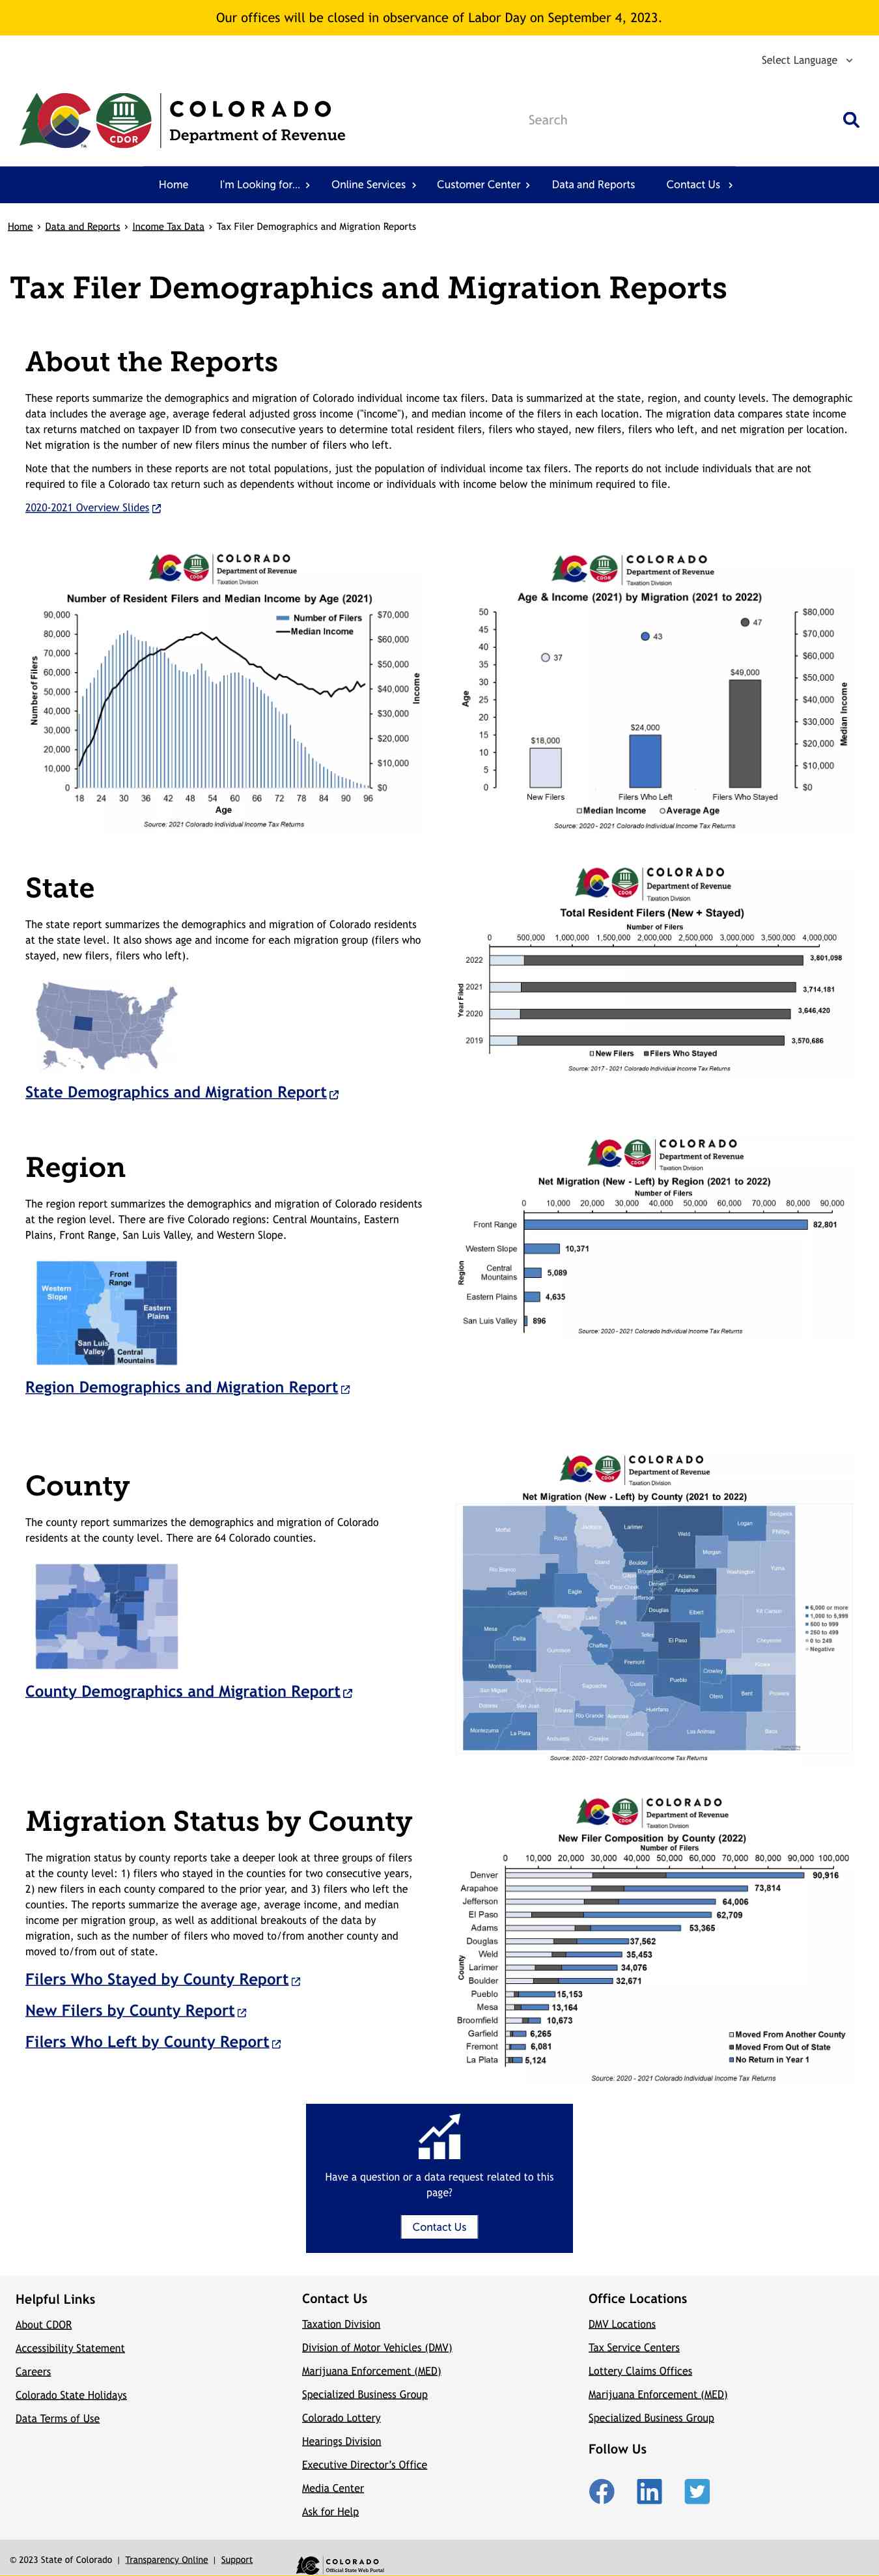 Our offices will be closed in observance of Labor Day on September 4, 2023.
Select Language
COLORADO
Department of Revenue
CDOR
Search
Home
I'm Looking for...
Online Services
Customer Center
Data and Reports
Contact Us
Home › Data and Reports › Income Tax Data › Tax Filer Demographics and Migration Reports
Tax Filer Demographics and Migration Reports
About the Reports
These reports summarize the demographics and migration of Colorado individual income tax filers. Data is summarized at the state, region, and county levels. The demographic
data includes the average age, average federal adjusted gross income ("income"), and median income of the filers in each location. The migration data compares state income
tax returns matched on taxpayer ID from two consecutive years to determine total resident filers, filers who stayed, new filers, filers who left, and net migration per location.
Net migration is the number of new filers minus the number of filers who left.
Note that the numbers in these reports are not total populations, just the population of individual income tax filers. The reports do not include individuals that are not
required to file a Colorado tax return such as dependents without income or individuals with income below the minimum required to file.
2020-2021 Overview Slides
COLORADO
Department of Revenue
Taxation Division
Number of Resident Filers and Median Income by Age (2021)
Number of Filers
Median Income
90,000
80,000
70,000
60,000
50,000
40,000
30,000
20,000
10,000
0
Number of Filers
$70,000
$60,000
$50,000
$40,000
$30,000
$20,000
$10,000
$0
Income
18 24 30 36 42 48 54 60 66 72 78 84 90 96
Age
Source: 2021 Colorado Individual Income Tax Returns
COLORADO
Department of Revenue
Taxation Division
Age & Income (2021) by Migration (2021 to 2022)
50
45
40
35
30
25
20
15
10
5
0
Age
37
43
47
$18,000
$24,000
$49,000
$80,000
$70,000
$60,000
$50,000
$40,000
$30,000
$20,000
$10,000
$0
Median Income
New Filers
Filers Who Left
Filers Who Stayed
Median Income
Average Age
Source: 2020 - 2021 Colorado Individual Income Tax Returns
State
The state report summarizes the demographics and migration of Colorado residents
at the state level. It also shows age and income for each migration group (filers who
stayed, new filers, filers who left).
State Demographics and Migration Report
COLORADO
Department of Revenue
Taxation Division
Total Resident Filers (New + Stayed)
Number of Filers
0 500,000 1,000,000 1,500,000 2,000,000 2,500,000 3,000,000 3,500,000 4,000,000
Year Filed
2022 3,801,098
2021 3,714,181
2020 3,646,420
2019 3,570,686
New Filers
Filers Who Stayed
Source: 2017 - 2021 Colorado Individual Income Tax Returns
Region
The region report summarizes the demographics and migration of Colorado residents
at the region level. There are five Colorado regions: Central Mountains, Eastern
Plains, Front Range, San Luis Valley, and Western Slope.
Western
Slope
Front
Range
Eastern
Plains
San Luis
Valley
Central
Mountains
Region Demographics and Migration Report
COLORADO
Department of Revenue
Taxation Division
Net Migration (New - Left) by Region (2021 to 2022)
Number of Filers
0 10,000 20,000 30,000 40,000 50,000 60,000 70,000 80,000 90,000
Region
Front Range 82,801
Western Slope 10,371
Central
Mountains 5,089
Eastern Plains 4,635
San Luis Valley 896
Source: 2020 - 2021 Colorado Individual Income Tax Returns
County
The county report summarizes the demographics and migration of Colorado
residents at the county level. There are 64 Colorado counties.
County Demographics and Migration Report
COLORADO
Department of Revenue
Taxation Division
Net Migration (New - Left) by County (2021 to 2022)
Moffat
Routt
Jackson
Larimer
Weld
Logan
Sedgwick
Phillips
Morgan
Rio Blanco
Grand
Boulder
Broomfield
Adams
Washington
Yuma
Garfield
Eagle
Summit
Clear Creek
Denver
Arapahoe
Jefferson
Pitkin
Lake
Park
Douglas
Elbert
Kit Carson
Mesa
Delta
Gunnison
Chaffee
Teller
El Paso
Lincoln
Cheyenne
Montrose
Fremont
Kiowa
Crowley
Ouray
San Miguel
Hinsdale
Saguache
Custer
Pueblo
Otero
Bent
Prowers
Dolores
San Juan
Mineral
Rio Grande
Alamosa
Huerfano
Montezuma
La Plata
Archuleta
Conejos
Costilla
Las Animas
Baca
6,000 or more
1,000 to 5,999
500 to 999
250 to 499
0 to 249
Negative
Source: 2020 - 2021 Colorado Individual Income Tax Returns
Migration Status by County
The migration status by county reports take a deeper look at three groups of filers
at the county level: 1) filers who stayed in the counties for two consecutive years,
2) new filers in each county compared to the prior year, and 3) filers who left the
counties. The reports summarize the average age, average income, and median
income per migration group, as well as additional breakouts of the data by
migration, such as the number of filers who moved to/from another county and
moved to/from out of state.
Filers Who Stayed by County Report
New Filers by County Report
Filers Who Left by County Report
COLORADO
Department of Revenue
Taxation Division
New Filer Composition by County (2022)
Number of Filers
0 10,000 20,000 30,000 40,000 50,000 60,000 70,000 80,000 90,000 100,000
County
Denver 90,916
Arapahoe 73,814
Jefferson 64,006
El Paso 62,709
Adams 53,365
Douglas 37,562
Weld 35,453
Larimer 34,076
Boulder 32,671
Pueblo 15,153
Mesa 13,164
Broomfield 10,673
Garfield 6,265
Fremont 6,081
La Plata 5,124
Moved From Another County
Moved From Out of State
No Return in Year 1
Source: 2020 - 2021 Colorado Individual Income Tax Returns
Have a question or a data request related to this
page?
Contact Us
Helpful Links
About CDOR
Accessibility Statement
Careers
Colorado State Holidays
Data Terms of Use
Contact Us
Taxation Division
Division of Motor Vehicles (DMV)
Marijuana Enforcement (MED)
Specialized Business Group
Colorado Lottery
Hearings Division
Executive Director's Office
Media Center
Ask for Help
Office Locations
DMV Locations
Tax Service Centers
Lottery Claims Offices
Marijuana Enforcement (MED)
Specialized Business Group
Follow Us
© 2023 State of Colorado | Transparency Online | Support
COLORADO
Official State Web Portal